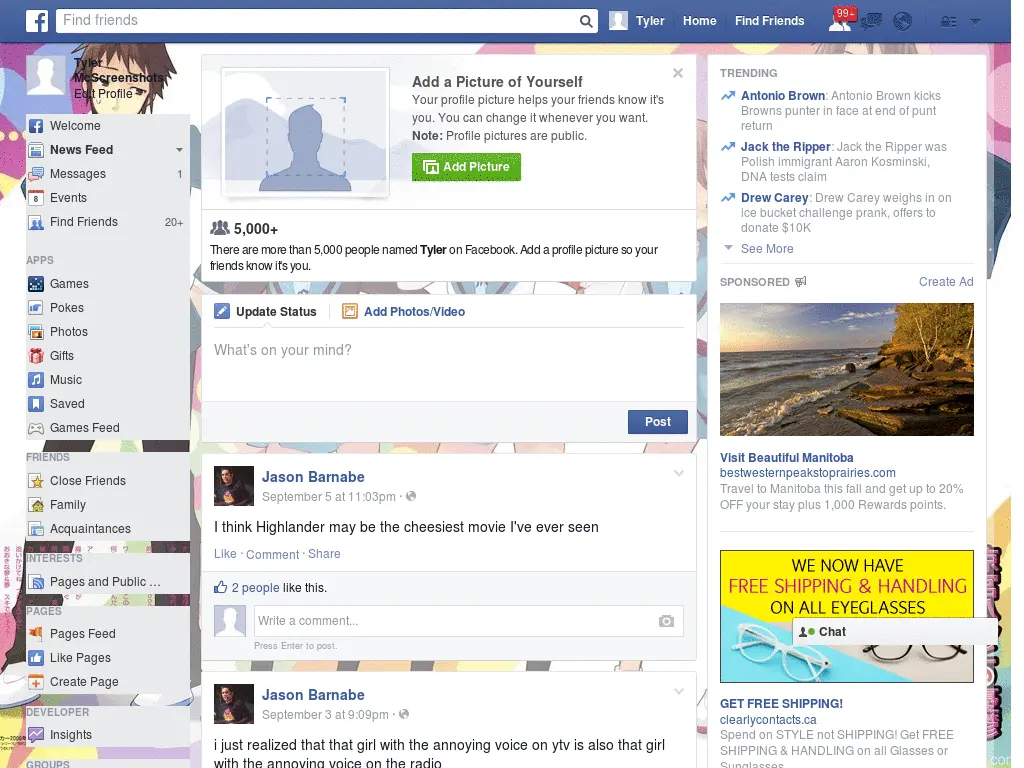 Find friends
Tyler
Home
Find Friends
99+
Tyler
McScreenshots
Edit Profile
Welcome
News Feed
Messages
1
8
Events
Find Friends
20+
APPS
Games
Pokes
Photos
Gifts
Music
Saved
Games Feed
FRIENDS
Close Friends
Family
Acquaintances
INTERESTS
Pages and Public ...
PAGES
Pages Feed
Like Pages
Create Page
DEVELOPER
Insights
GROUPS
Add a Picture of Yourself
Your profile picture helps your friends know it's
you. You can change it whenever you want.
Note: Profile pictures are public.
Add Picture
5,000+
There are more than 5,000 people named Tyler on Facebook. Add a profile picture so your
friends know it's you.
Update Status
Add Photos/Video
What's on your mind?
Post
Jason Barnabe
September 5 at 11:03pm ·
I think Highlander may be the cheesiest movie I've ever seen
Like · Comment · Share
2 people like this.
Write a comment...
Press Enter to post.
Jason Barnabe
September 3 at 9:09pm ·
i just realized that that girl with the annoying voice on ytv is also that girl
with the annoying voice on the radio
TRENDING
Antonio Brown: Antonio Brown kicks
Browns punter in face at end of punt
return
Jack the Ripper: Jack the Ripper was
Polish immigrant Aaron Kosminski,
DNA tests claim
Drew Carey: Drew Carey weighs in on
ice bucket challenge prank, offers to
donate $10K
See More
SPONSORED
Create Ad
Visit Beautiful Manitoba
bestwesternpeakstoprairies.com
Travel to Manitoba this fall and get up to 20%
OFF your stay plus 1,000 Rewards points.
WE NOW HAVE
FREE SHIPPING & HANDLING
ON ALL EYEGLASSES
Chat
GET FREE SHIPPING!
clearlycontacts.ca
Spend on STYLE not SHIPPING! Get FREE
SHIPPING & HANDLING on all Glasses or
Sunglasses